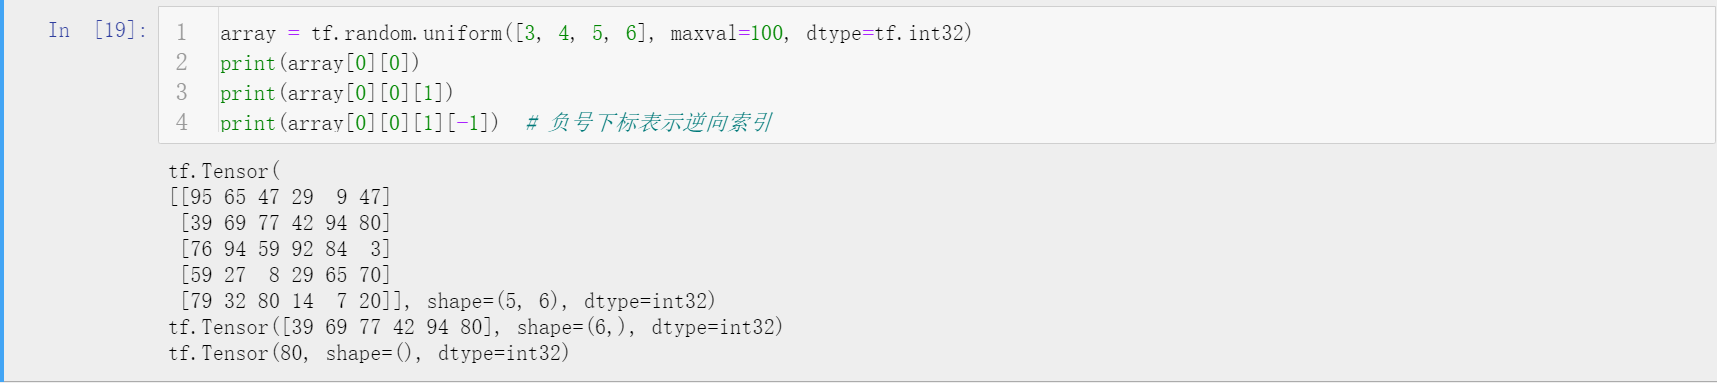 In [19]:
1 array = tf.random.uniform([3, 4, 5, 6], maxval=100, dtype=tf.int32)
2 print(array[0][0])
3 print(array[0][0][1])
4 print(array[0][0][1][-1])  # 负号下标表示逆向索引
tf.Tensor(
[[95 65 47 29  9 47]
 [39 69 77 42 94 80]
 [76 94 59 92 84  3]
 [59 27  8 29 65 70]
 [79 32 80 14  7 20]], shape=(5, 6), dtype=int32)
tf.Tensor([39 69 77 42 94 80], shape=(6,), dtype=int32)
tf.Tensor(80, shape=(), dtype=int32)